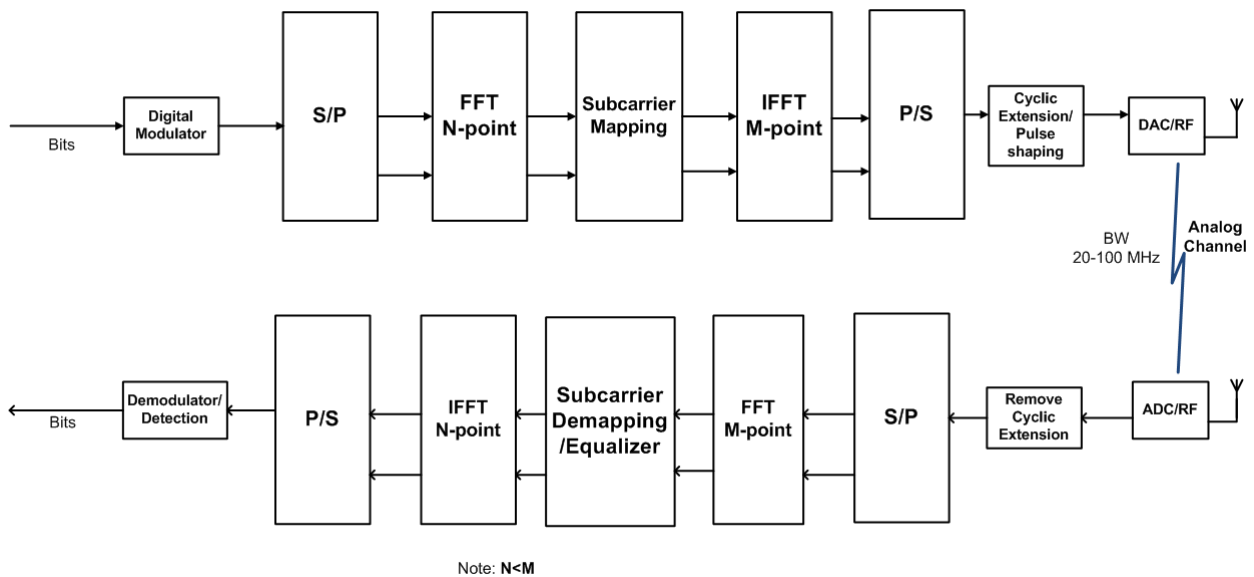 Bits
Digital
Modulator
S/P
FFT
N-point
Subcarrier
Mapping
IFFT
M-point
P/S
Cyclic
Extension/
Pulse
shaping
DAC/RF
BW
20-100 MHz
Analog
Channel
Bits
Demodulator/
Detection
P/S
IFFT
N-point
Subcarrier
Demapping
/Equalizer
FFT
M-point
S/P
Remove
Cyclic
Extension
ADC/RF
Note: N<M